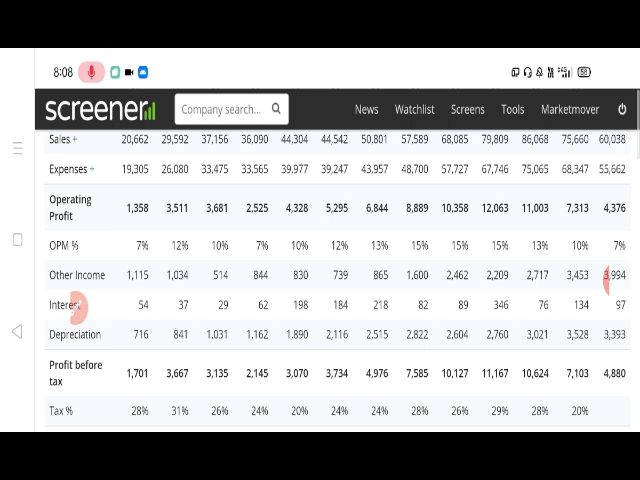 8:08
58
screener
Company search...
News Watchlist Screens Tools Marketmover
Sales + 20,662 29,592 37,156 36,090 44,304 44,542 50,801 57,589 68,085 79,809 86,068 75,660 60,038
Expenses + 19,305 26,080 33,475 33,565 39,977 39,247 43,957 48,700 57,727 67,746 75,065 68,347 55,662
Operating
Profit 1,358 3,511 3,681 2,525 4,328 5,295 6,844 8,889 10,358 12,063 11,003 7,313 4,376
OPM % 7% 12% 10% 7% 10% 12% 13% 15% 15% 15% 13% 10% 7%
Other Income 1,115 1,034 514 844 830 739 865 1,600 2,462 2,209 2,717 3,453 3,994
Interest 54 37 29 62 198 184 218 82 89 346 76 134 97
Depreciation 716 841 1,031 1,162 1,890 2,116 2,515 2,822 2,604 2,760 3,021 3,528 3,393
Profit before
tax 1,701 3,667 3,135 2,145 3,070 3,734 4,976 7,585 10,127 11,167 10,624 7,103 4,880
Tax % 28% 31% 26% 24% 20% 24% 24% 28% 26% 29% 28% 20%